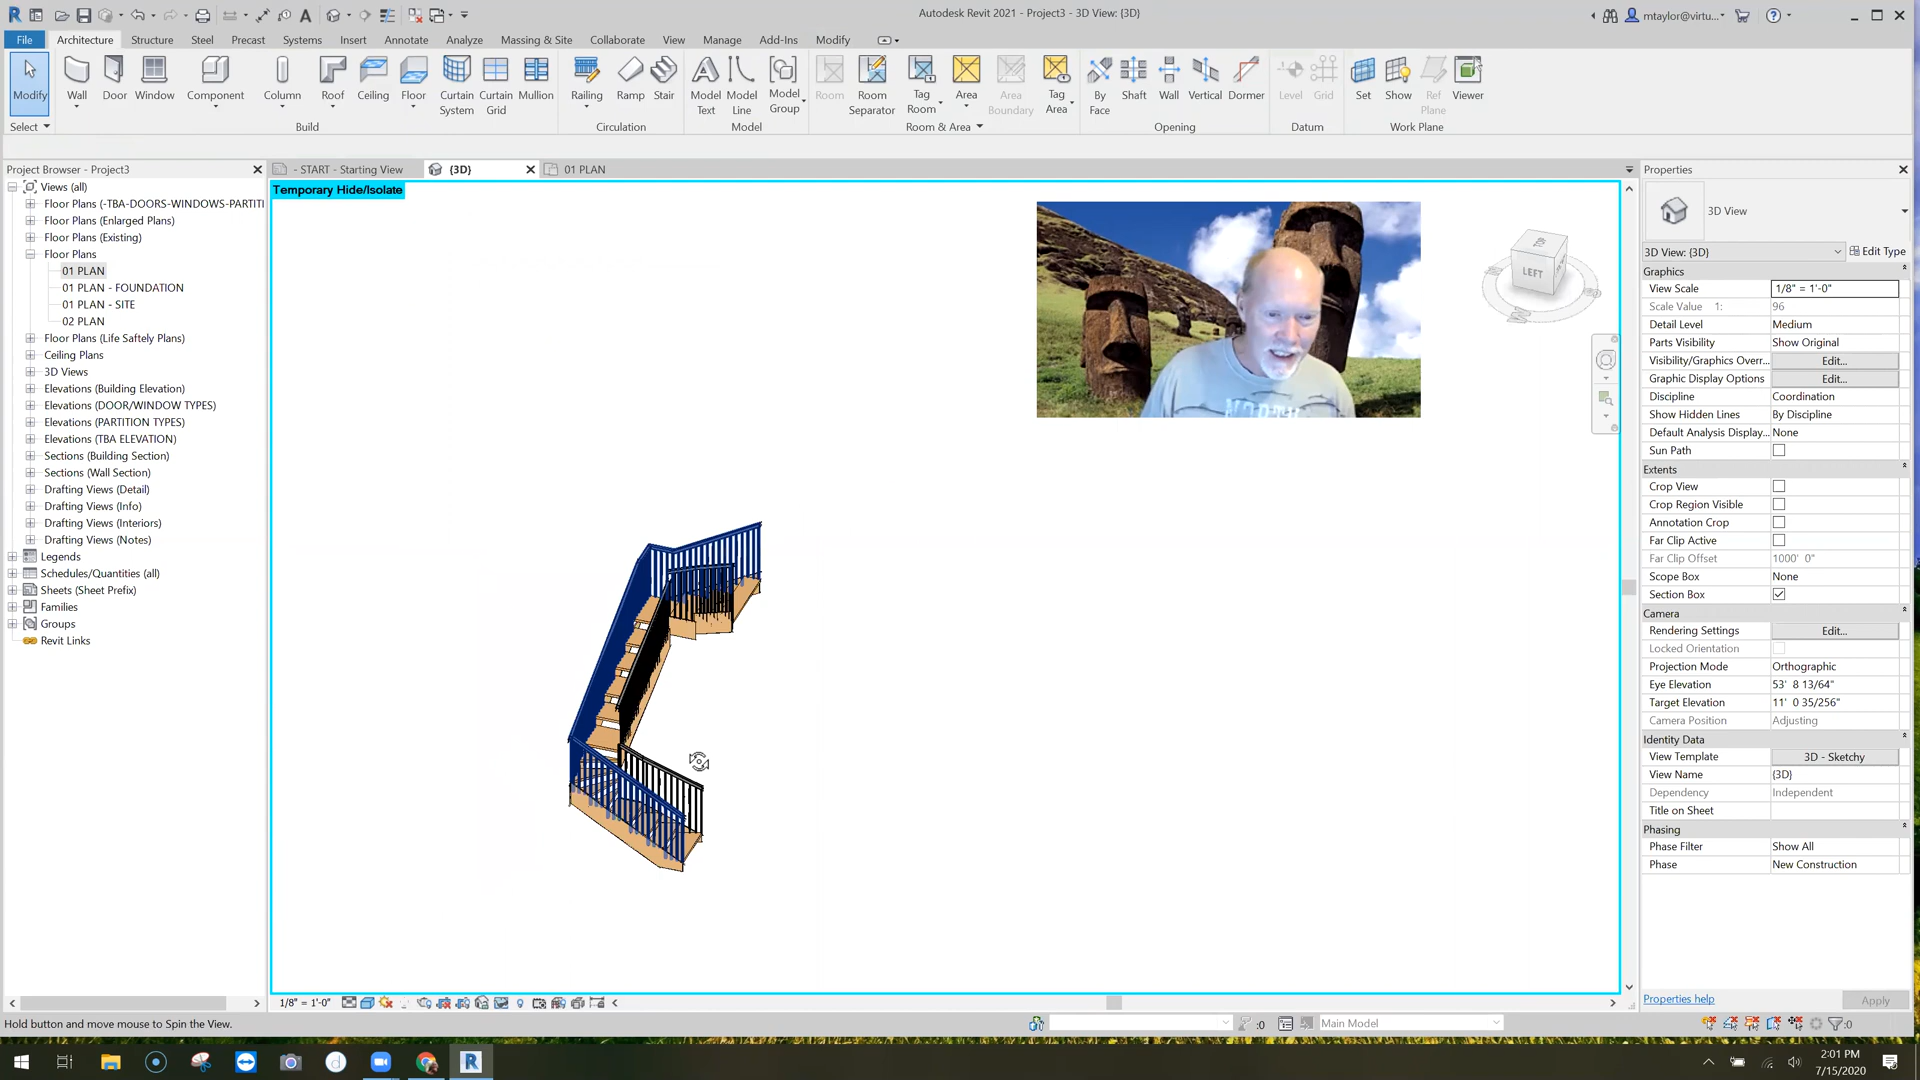 Autodesk Revit 2021 - Project3 - 3D View: {3D}
mtaylor@virtu...
File Architecture Structure Steel Precast Systems Insert Annotate Analyze Massing & Site Collaborate View Manage Add-Ins Modify
Modify Wall Door Window Component Column Roof Ceiling Floor Curtain System Curtain Grid Mullion Railing Ramp Stair Model Text Model Line Model Group Room Room Separator Tag Room Area Area Boundary Tag Area By Face Shaft Wall Vertical Dormer Level Grid Set Show Ref Plane Viewer
Select Build Circulation Model Room & Area Opening Datum Work Plane
Project Browser - Project3
Views (all)
Floor Plans (-TBA-DOORS-WINDOWS-PARTITI
Floor Plans (Enlarged Plans)
Floor Plans (Existing)
Floor Plans
01 PLAN
01 PLAN - FOUNDATION
01 PLAN - SITE
02 PLAN
Floor Plans (Life Saftely Plans)
Ceiling Plans
3D Views
Elevations (Building Elevation)
Elevations (DOOR/WINDOW TYPES)
Elevations (PARTITION TYPES)
Elevations (TBA ELEVATION)
Sections (Building Section)
Sections (Wall Section)
Drafting Views (Detail)
Drafting Views (Info)
Drafting Views (Interiors)
Drafting Views (Notes)
Legends
Schedules/Quantities (all)
Sheets (Sheet Prefix)
Families
Groups
Revit Links
- START - Starting View
{3D}
01 PLAN
Temporary Hide/Isolate
LEFT
Properties
3D View
3D View: {3D} Edit Type
Graphics
View Scale 1/8" = 1'-0"
Scale Value 1: 96
Detail Level Medium
Parts Visibility Show Original
Visibility/Graphics Overr... Edit...
Graphic Display Options Edit...
Discipline Coordination
Show Hidden Lines By Discipline
Default Analysis Display... None
Sun Path
Extents
Crop View
Crop Region Visible
Annotation Crop
Far Clip Active
Far Clip Offset 1000' 0"
Scope Box None
Section Box
Camera
Rendering Settings Edit...
Locked Orientation
Projection Mode Orthographic
Eye Elevation 53' 8 13/64"
Target Elevation 11' 0 35/256"
Camera Position Adjusting
Identity Data
View Template 3D - Sketchy
View Name {3D}
Dependency Independent
Title on Sheet
Phasing
Phase Filter Show All
Phase New Construction
Properties help Apply
1/8" = 1'-0"
Hold button and move mouse to Spin the View.
:0
Main Model
:0
2:01 PM
7/15/2020